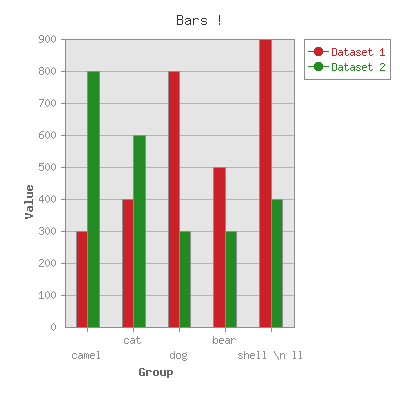 Bars !
Dataset 1
Dataset 2
900
800
700
600
500
400
300
200
100
0
Value
cat
bear
camel
dog
shell \n ll
Group